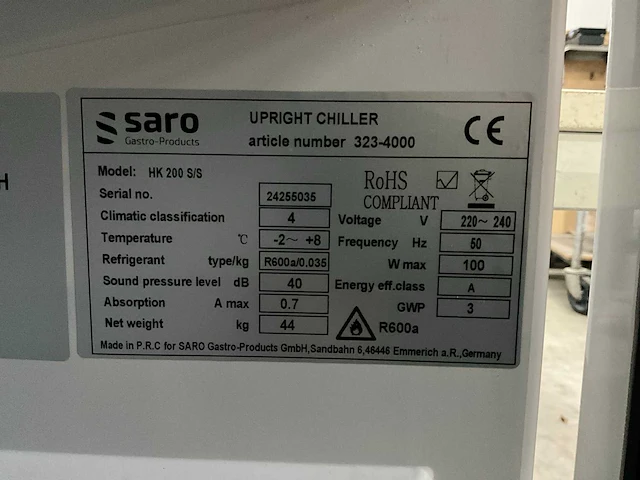 H
saro
Gastro-Products
UPRIGHT CHILLER
article number 323-4000
CE
Model: HK 200 S/S
RoHS
COMPLIANT
Serial no. 24255035
Climatic classification 4
Voltage V 220~ 240
Temperature °C -2~ +8
Frequency Hz 50
Refrigerant type/kg R600a/0.035
W max 100
Sound pressure level dB 40
Energy eff.class A
Absorption A max 0.7
GWP 3
Net weight kg 44
R600a
Made in P.R.C for SARO Gastro-Products GmbH,Sandbahn 6,46446 Emmerich a.R.,Germany